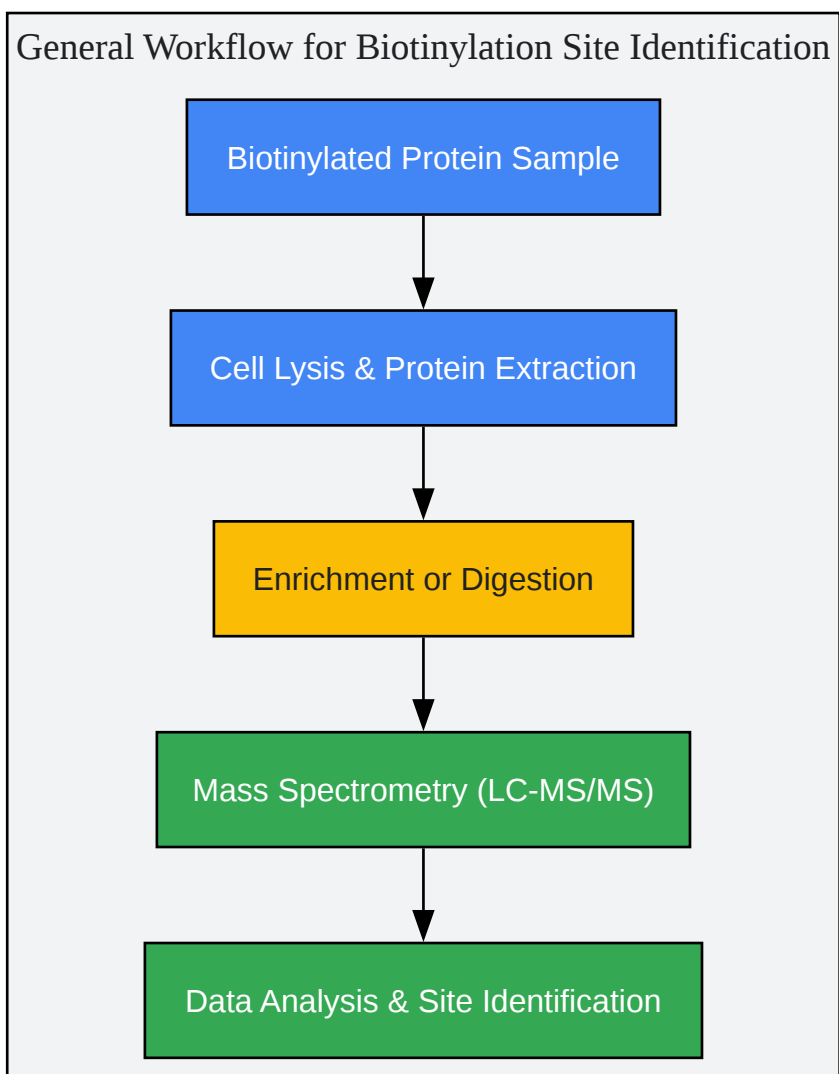 General Workflow for Biotinylation Site Identification
Biotinylated Protein Sample
Cell Lysis & Protein Extraction
Enrichment or Digestion
Mass Spectrometry (LC-MS/MS)
Data Analysis & Site Identification